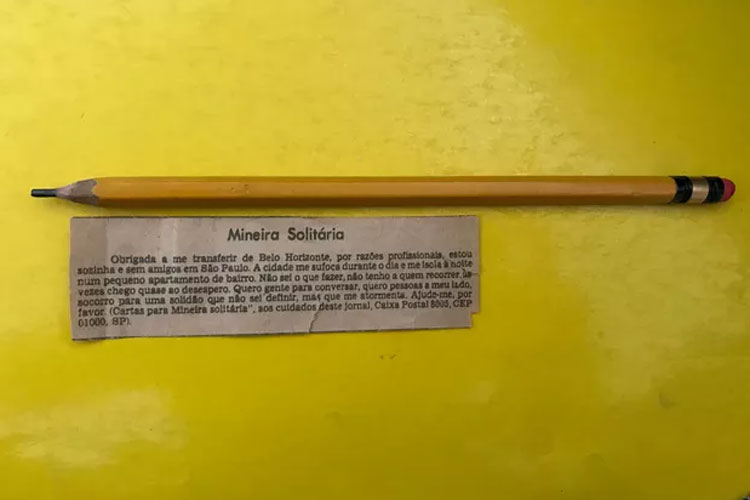 Mineira Solitária
Obrigada a me transferir de Belo Horizonte, por razões profissionais, estou
sozinha e sem amigos em São Paulo. A cidade me sufoca durante o dia e me isola à noite
num pequeno apartamento de bairro. Não sei o que fazer, não tenho a quem recorrer. às
vezes chego quase ao desespero. Quero gente para conversar, quero pessoas a meu lado,
socorro para uma solidão que não sei definir, mas que me atormenta. Ajude-me, por
favor. (Cartas para Mineira solitária", aos cuidados deste jornal, Caixa Postal CEP
01000, SP).